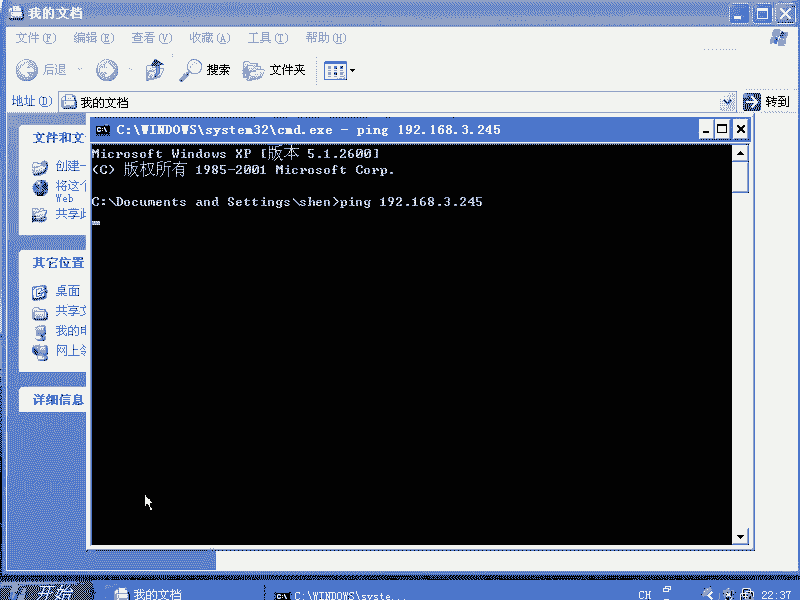 我的文档
文件(F) 编辑(E) 查看(V) 收藏(A) 工具(T) 帮助(H)
后退 搜索 文件夹
地址(D) 我的文档 转到
C:\WINDOWS\system32\cmd.exe - ping 192.168.3.245
Microsoft Windows XP [版本 5.1.2600]
(C) 版权所有 1985-2001 Microsoft Corp.
C:\Documents and Settings\shen>ping 192.168.3.245
文件和文
创建一
将这个
Web
共享此
其它位置
桌面
共享文
我的电
网上邻
详细信息
开始 我的文档 C:\WINDOWS\syste... CH 22:37